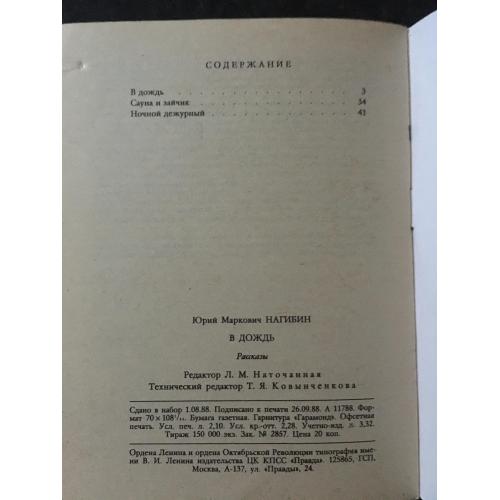 СОДЕРЖАНИЕ
В дождь . . . . . . . . . . . . . . . 3
Сауна и зайчик . . . . . . . . . . . . 34
Ночной дежурный . . . . . . . . . . . 41
Юрий Маркович НАГИБИН
В ДОЖДЬ
Рассказы
Редактор Л. М. Наточанная
Технический редактор Т. Я. Ковынченкова
Сдано в набор 1.08.88. Подписано к печати 26.09.88. А 11788. Фор-
мат 70 × 108¹/₃₂. Бумага газетная. Гарнитура «Гарамонд». Офсетная
печать. Усл. печ. л. 2,10. Усл. кр.-отт. 2,28. Учетно-изд. л. 3,32.
Тираж 150 000 экз. Зак. № 2857. Цена 20 коп.
Ордена Ленина и ордена Октябрьской Революции типография име-
ни В. И. Ленина издательства ЦК КПСС «Правда». 125865, ГСП,
Москва, А-137, ул. «Правды», 24.